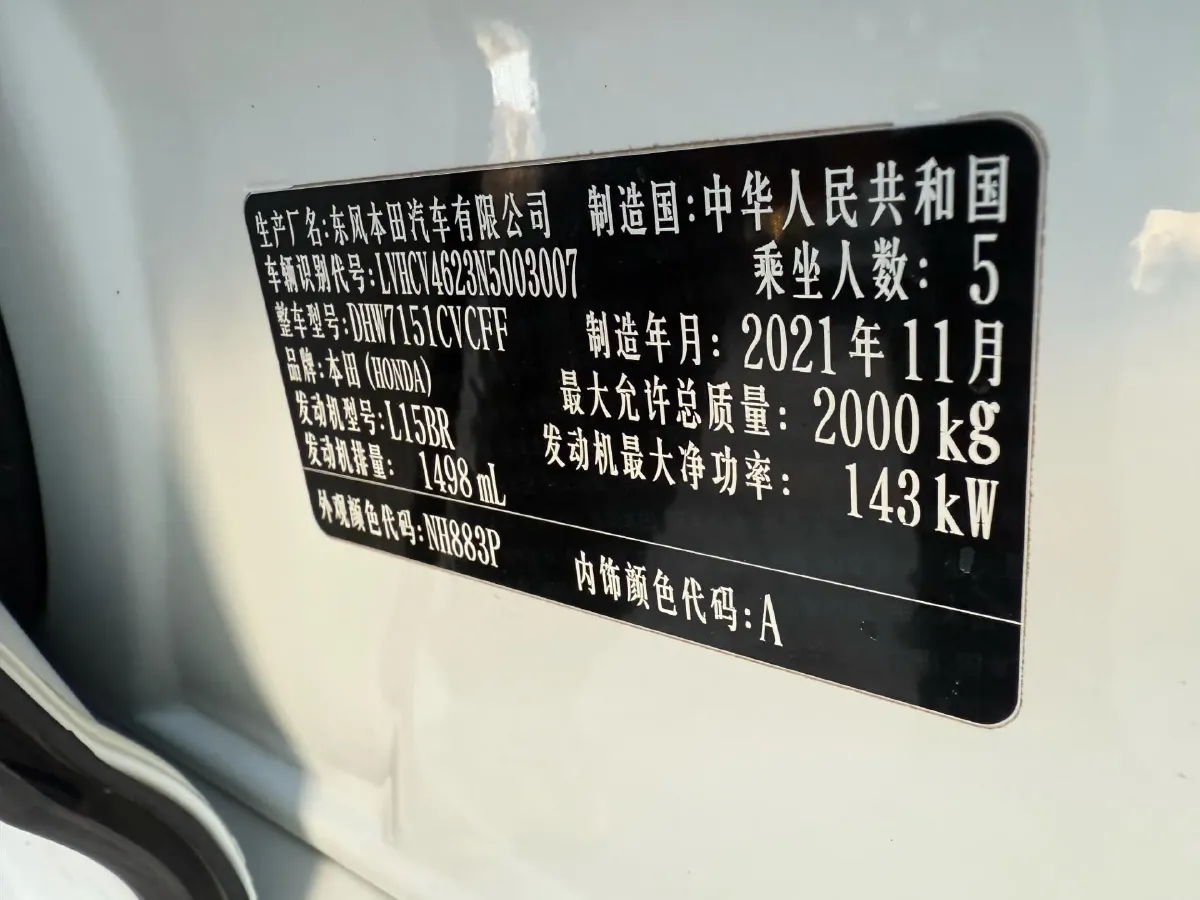 生产厂名:东风本田汽车有限公司 制造国:中华人民共和国
车辆识别代号:LVHCV4623N5003007 乘坐人数: 5
整车型号:DHW7151CVCFF 制造年月: 2021年11月
品牌:本田(HONDA) 最大允许总质量: 2000 kg
发动机型号:L15BR 发动机最大净功率: 143 kW
发动机排量: 1498 mL
外观颜色代码:NH883P 内饰颜色代码:A